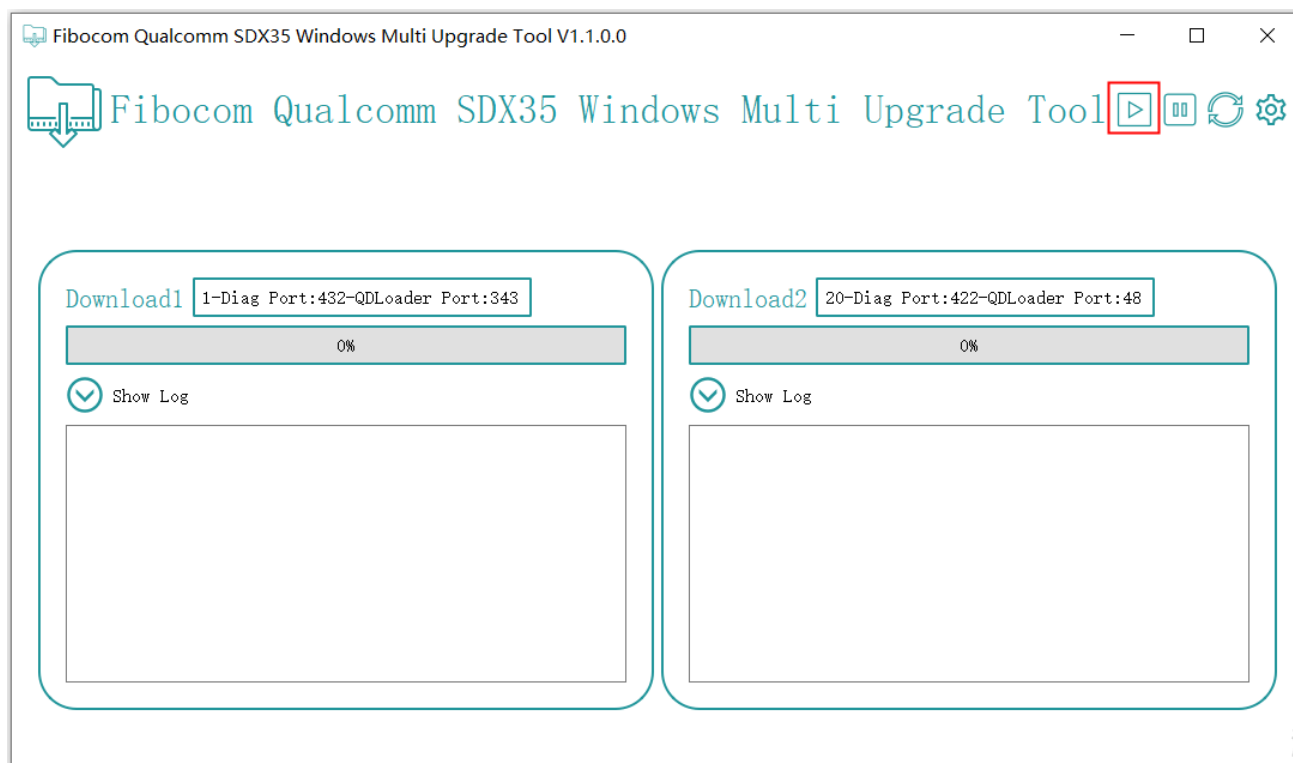 Fibocom Qualcomm SDX35 Windows Multi Upgrade Tool V1.1.0.0
Fibocom Qualcomm SDX35 Windows Multi Upgrade Tool
Download1 1-Diag Port:432-QDLoader Port:343
0%
Show Log
Download2 20-Diag Port:422-QDLoader Port:48
0%
Show Log